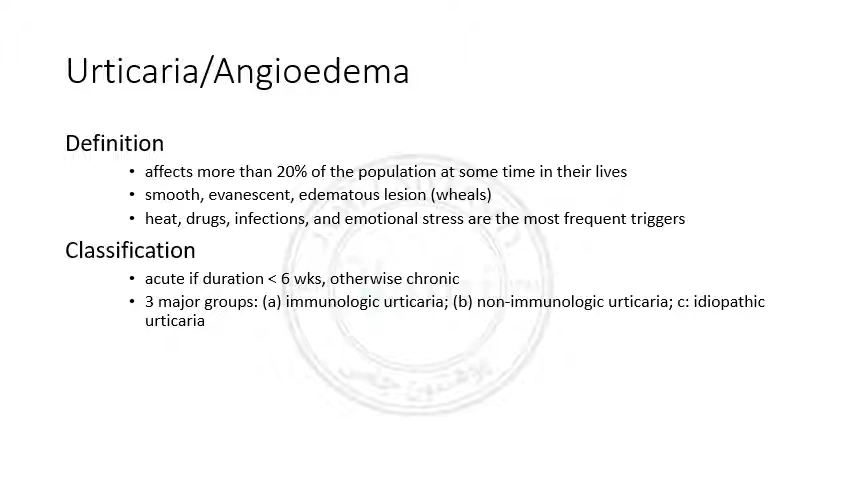 Urticaria/Angioedema
Definition
• affects more than 20% of the population at some time in their lives
• smooth, evanescent, edematous lesion (wheals)
• heat, drugs, infections, and emotional stress are the most frequent triggers
Classification
• acute if duration < 6 wks, otherwise chronic
• 3 major groups: (a) immunologic urticaria; (b) non-immunologic urticaria; c: idiopathic
urticaria